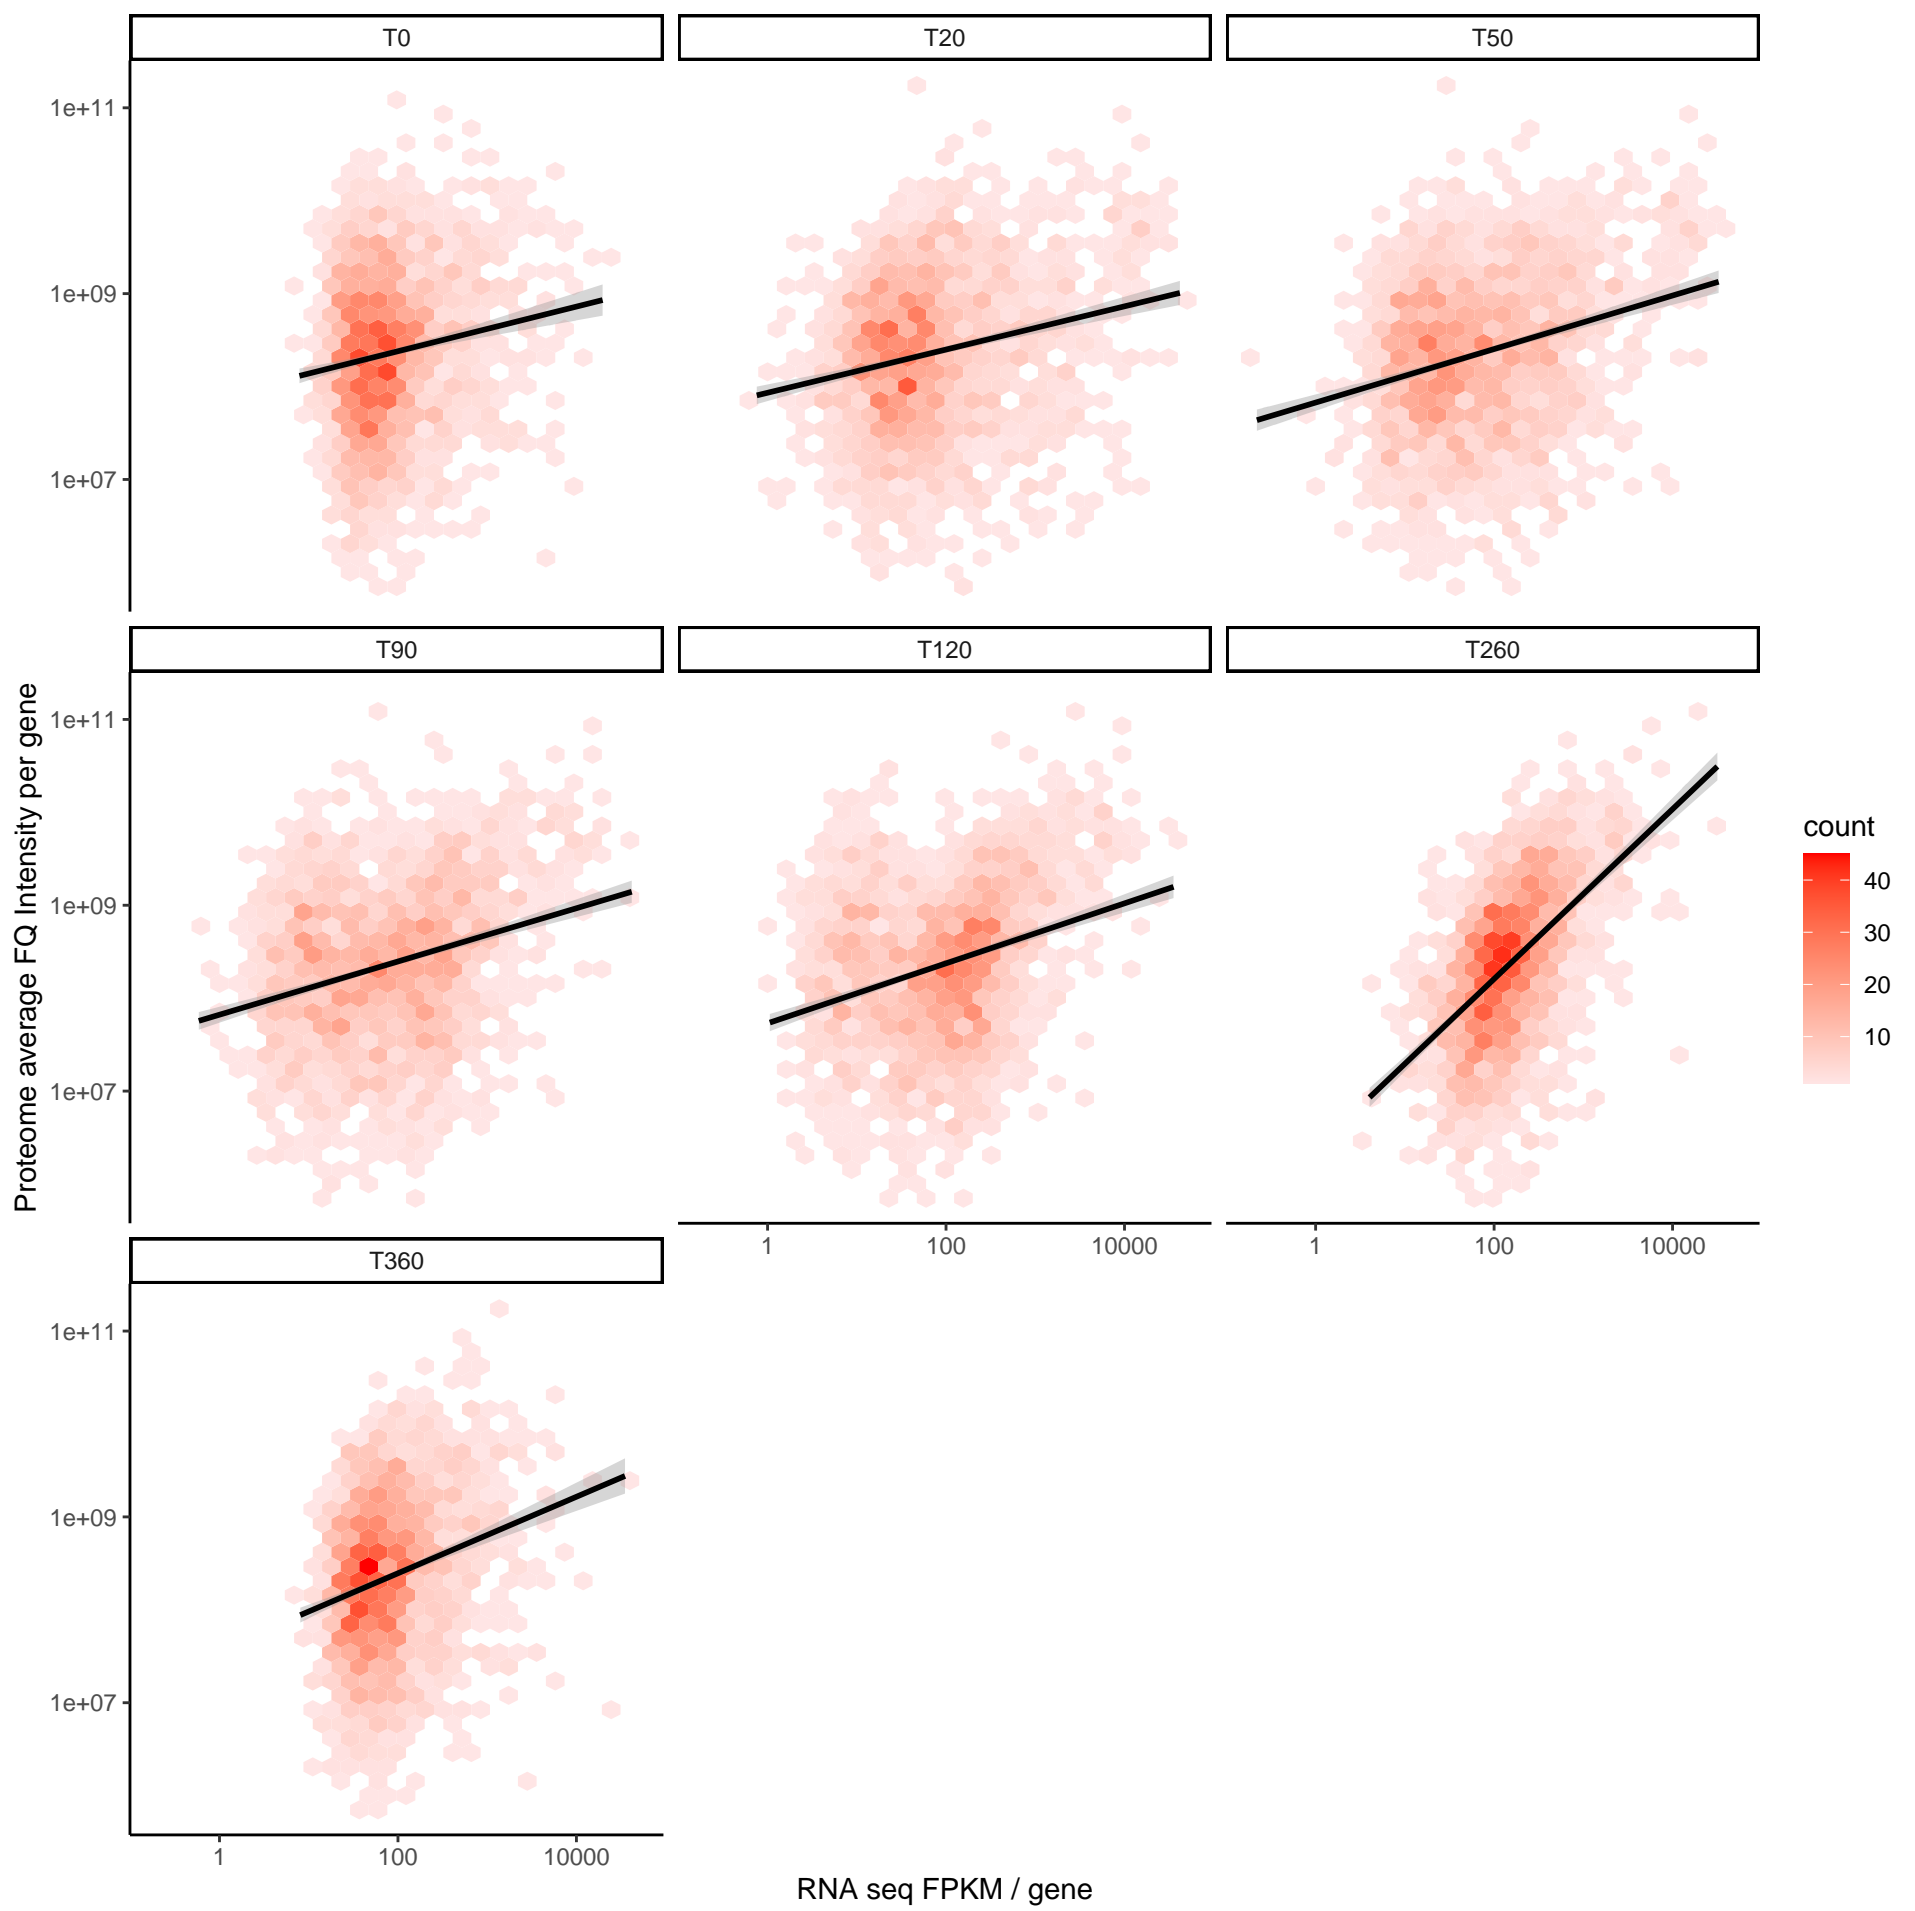 T0 T20 T50
1e+11
1e+09
1e+07
T90 T120 T260
1e+11
1e+09
1e+07
Proteome average FQ Intensity per gene
count
40
30
20
10
1 100 10000 1 100 10000
T360
1e+11
1e+09
1e+07
1 100 10000
RNA seq FPKM / gene